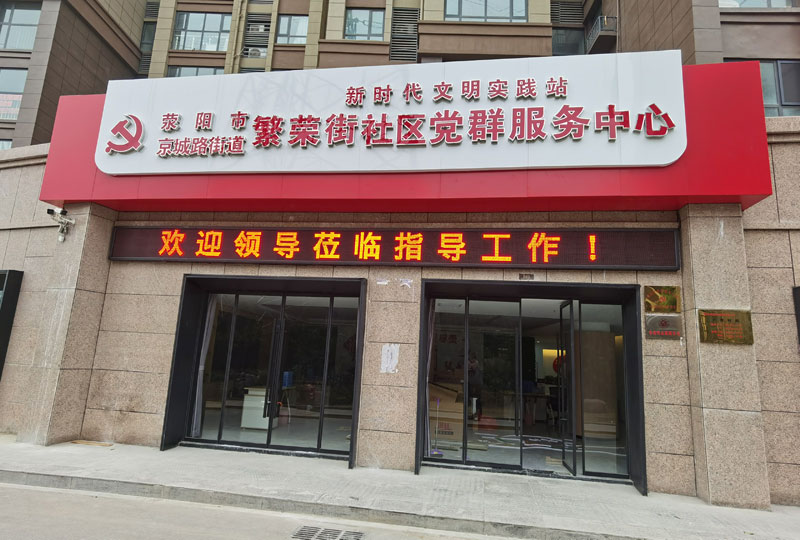 新时代文明实践站
荥阳市
京城路街道
繁荣街社区党群服务中心
欢迎领导莅临指导工作！